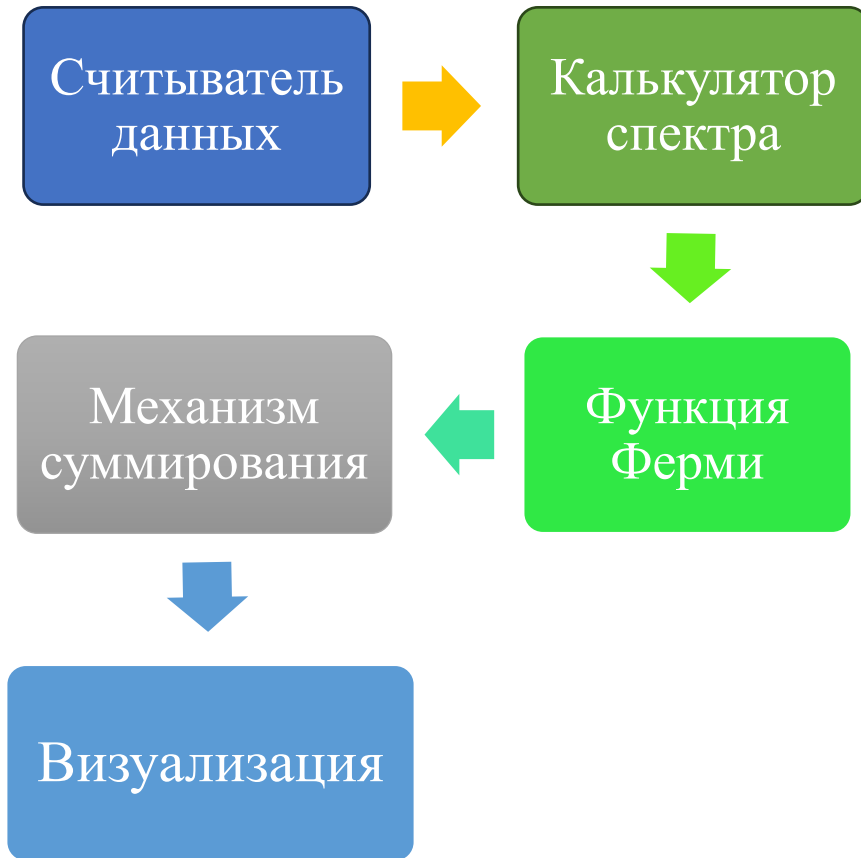 Считыватель
данных
Калькулятор
спектра
Функция
Ферми
Механизм
суммирования
Визуализация